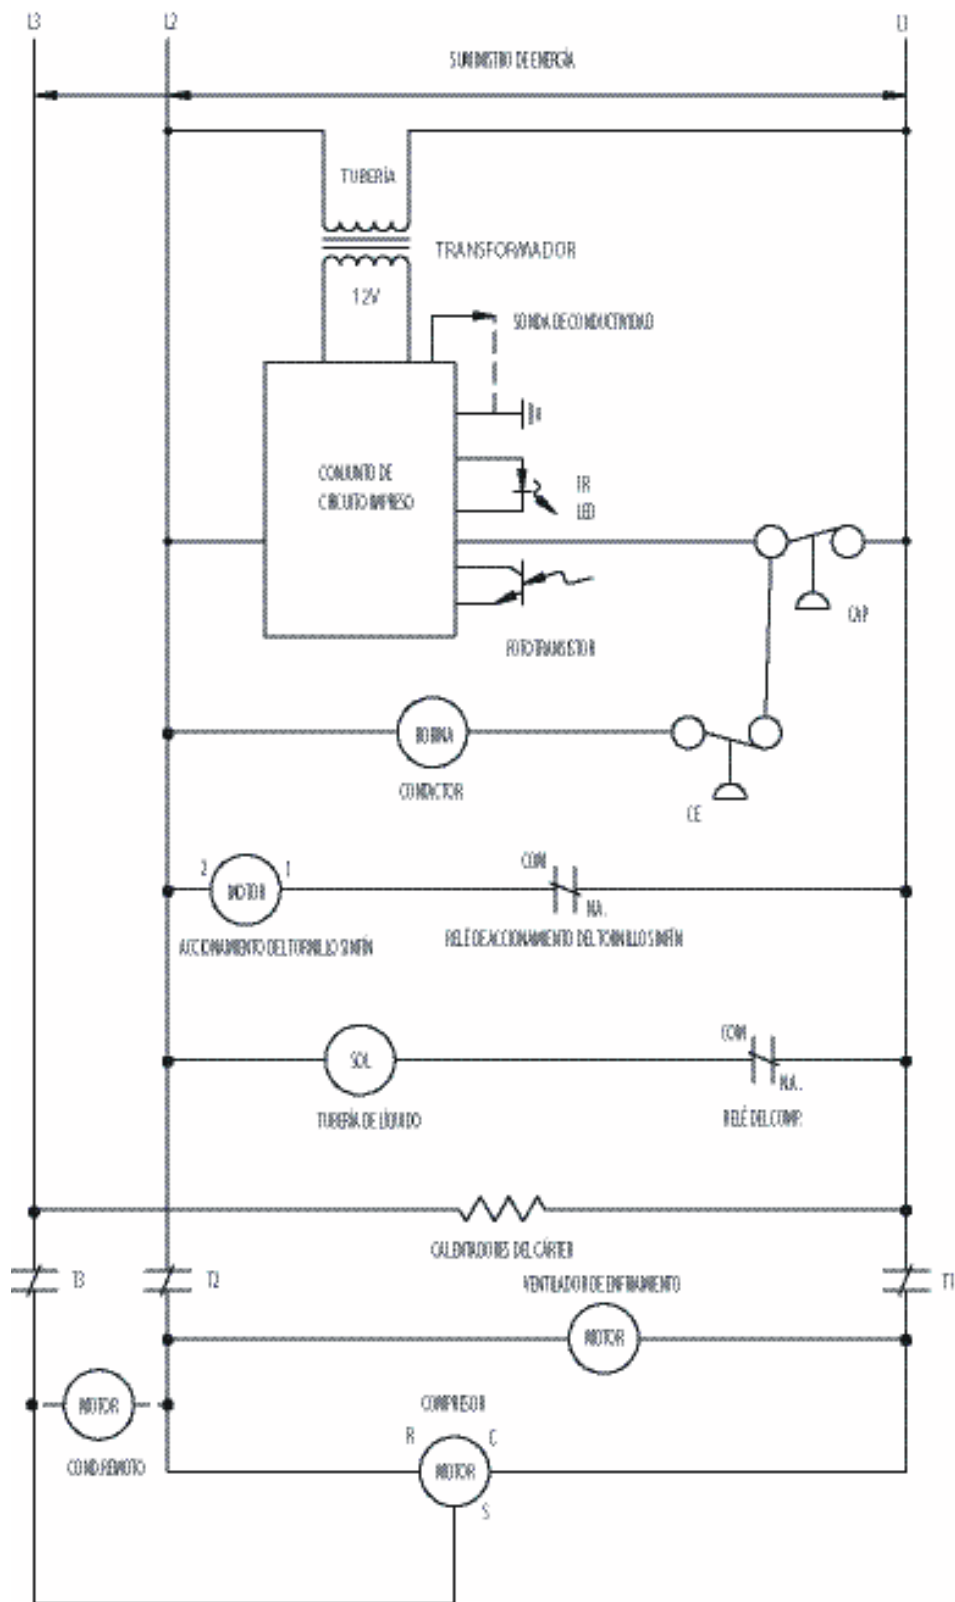 L3
L2
L1
SUMINISTRO DE ENERGÍA
TUBERÍA
TRANSFORMADOR
12V
SONDA DE CONDUCTIVIDAD
CONJUNTO DE
CIRCUITO IMPRESO
IR
LED
CAP
FOTOTRANSISTOR
BOBINA
CONTACTOR
CE
2
1
MOTOR
COM
N.A.
ACCIONAMIENTO DEL TORNILLO SINFÍN
RELÉ DE ACCIONAMIENTO DEL TORNILLO SINFÍN
COM
SOL
N.A.
TUBERÍA DE LÍQUIDO
RELÉ DEL COMP.
CALENTADORES DEL CÁRTER
T3
T2
T1
VENTILADOR DE ENFRIAMIENTO
MOTOR
COMPRESOR
MOTOR
R
C
COND.REMOTO
MOTOR
S